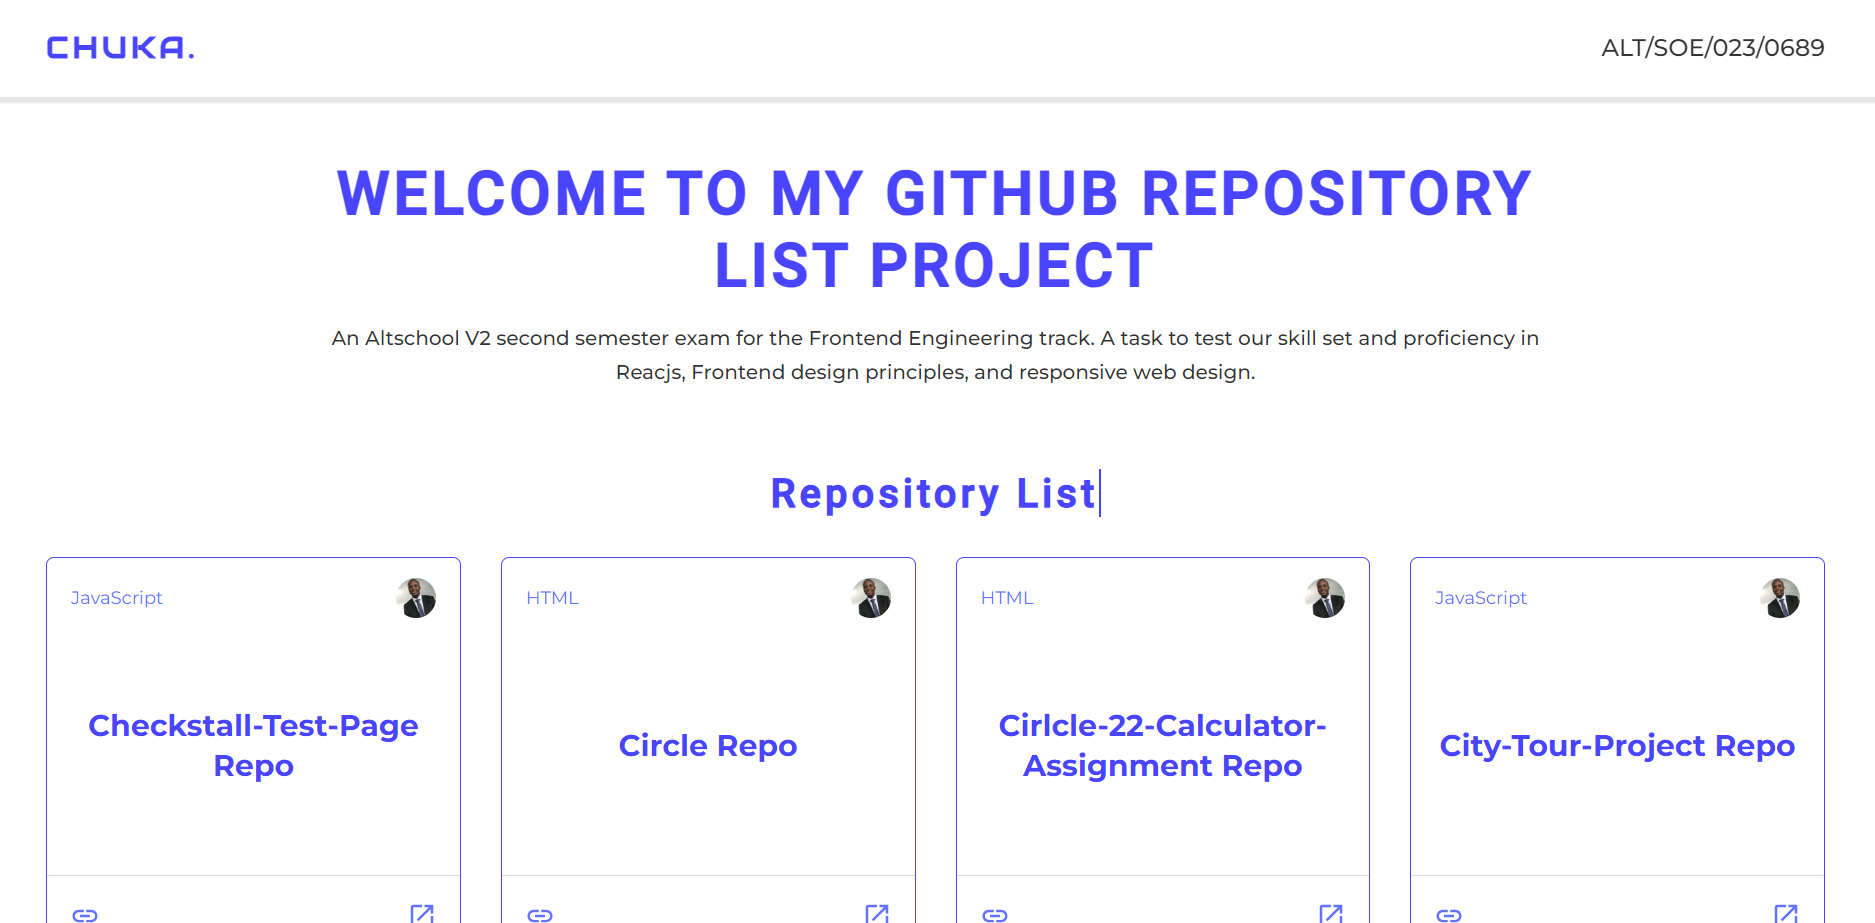 CHUKA.
ALT/SOE/023/0689
WELCOME TO MY GITHUB REPOSITORY
LIST PROJECT
An Altschool V2 second semester exam for the Frontend Engineering track. A task to test our skill set and proficiency in
Reacjs, Frontend design principles, and responsive web design.
Repository List
JavaScript
Checkstall-Test-Page
Repo
HTML
Circle Repo
HTML
Cirlcle-22-Calculator-
Assignment Repo
JavaScript
City-Tour-Project Repo